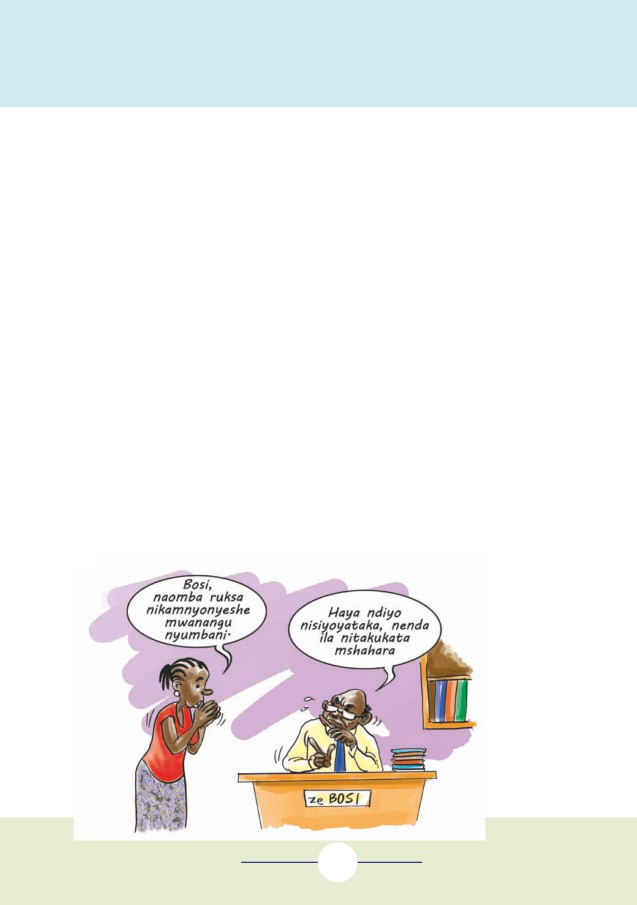 Bosi,
naomba ruksa
nikamnyonyeshe
mwanangu
nyumbani.
Haya ndiyo
nisiyoyataka, nenda
ila nitakukata
mshahara
ze BOSI